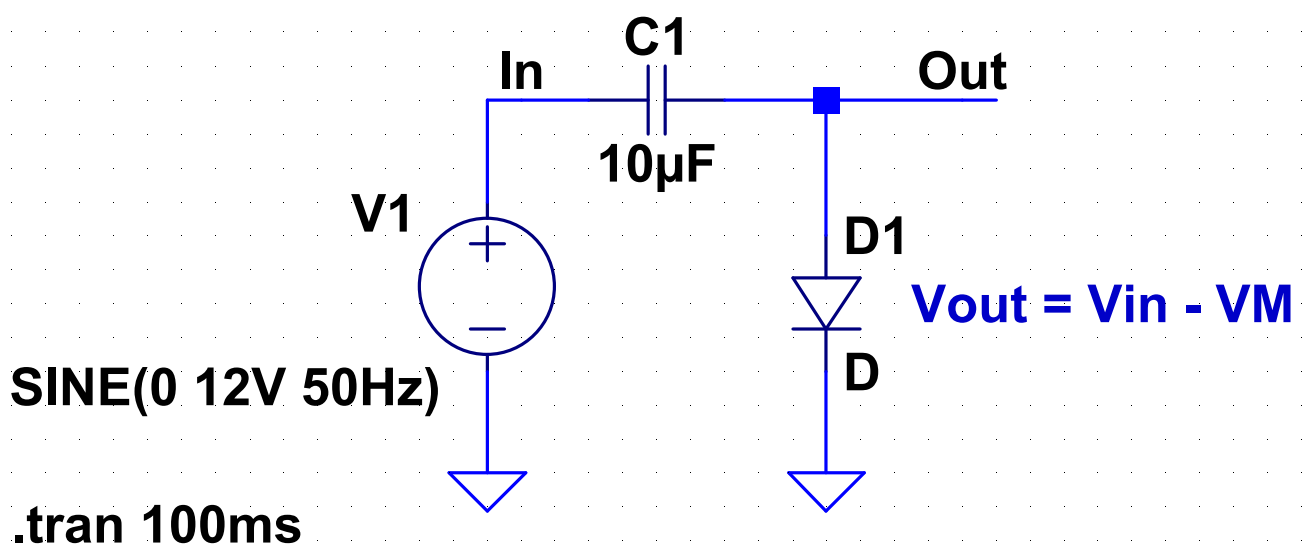 C1
In
Out
10µF
V1
D1
Vout = Vin - VM
D
SINE(0 12V 50Hz)
.tran 100ms